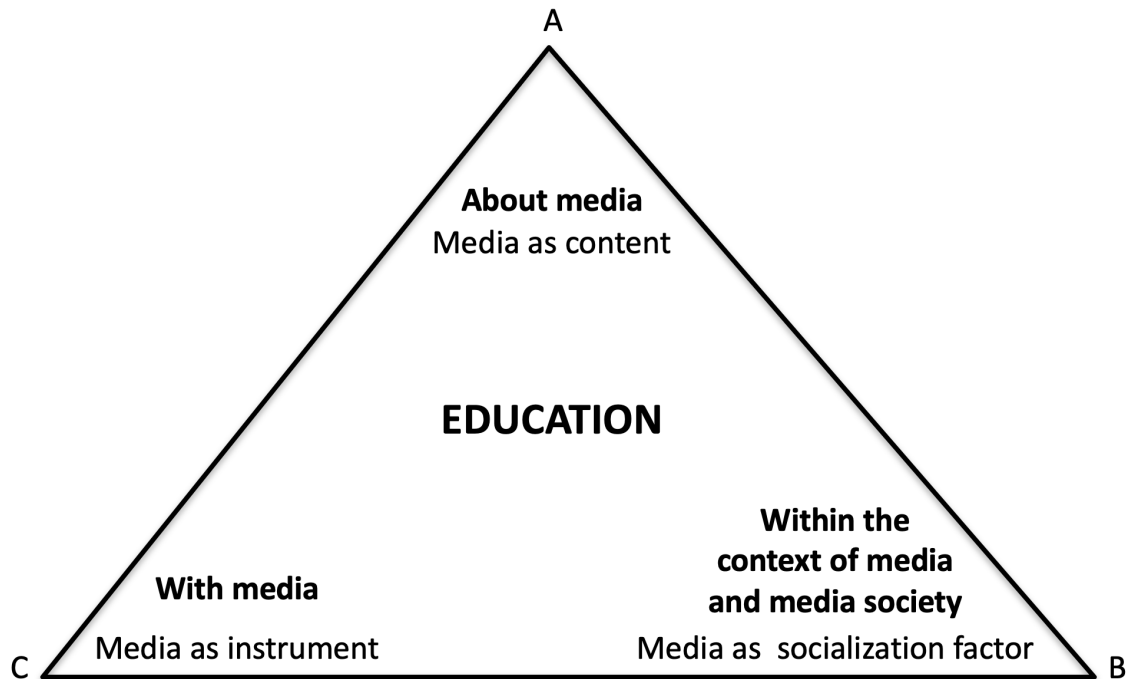 A
About media
Media as content
EDUCATION
Within the
context of media
and media society
With media
Media as instrument
Media as  socialization factor
C
B